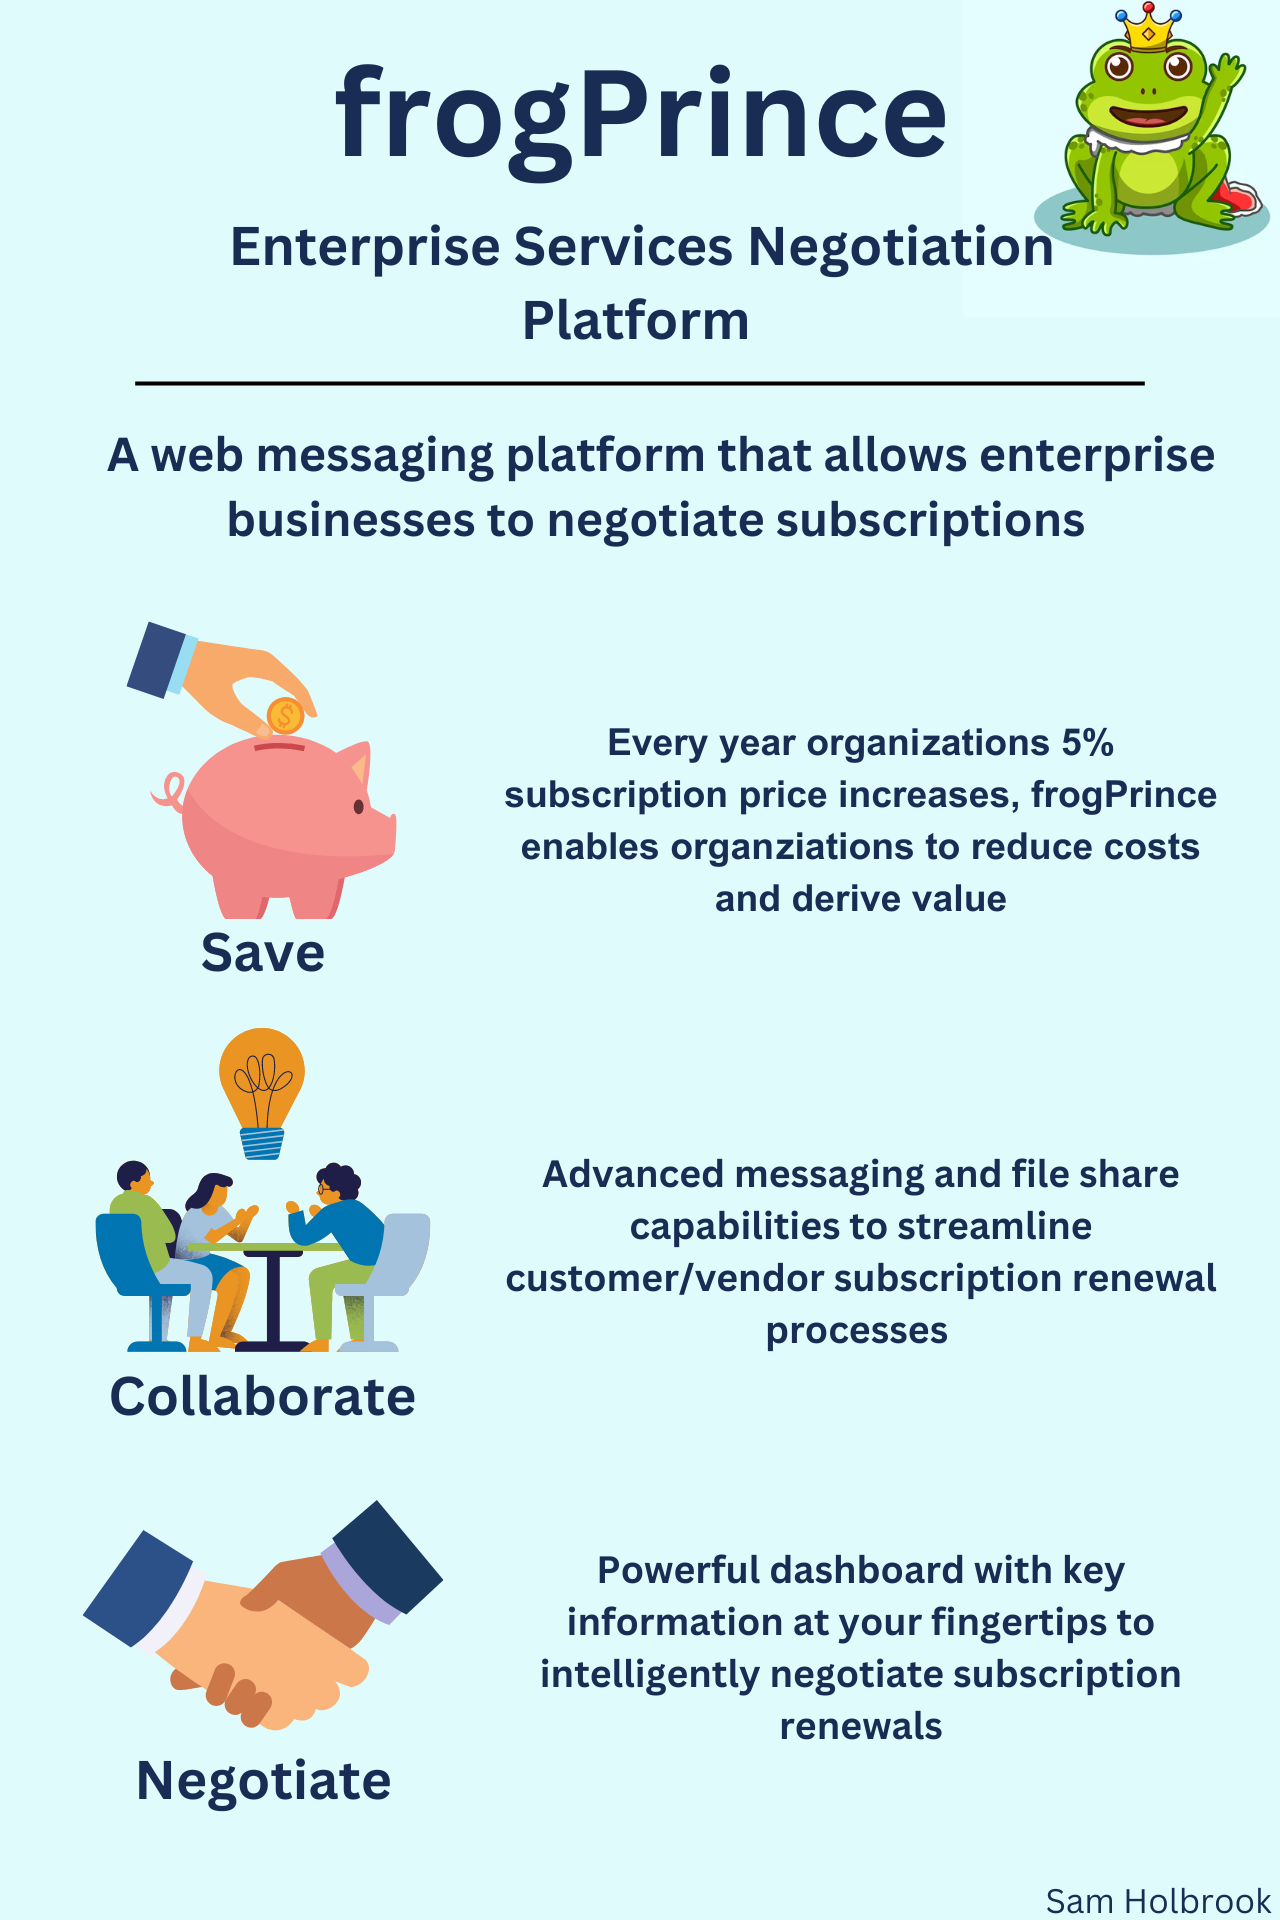 frogPrince
Enterprise Services Negotiation
Platform
A web messaging platform that allows enterprise
businesses to negotiate subscriptions
$
Every year organizations 5%
subscription price increases, frogPrince
enables organziations to reduce costs
and derive value
Save
Advanced messaging and file share
capabilities to streamline
customer/vendor subscription renewal
processes
Collaborate
Powerful dashboard with key
information at your fingertips to
intelligently negotiate subscription
renewals
Negotiate
Sam Holbrook